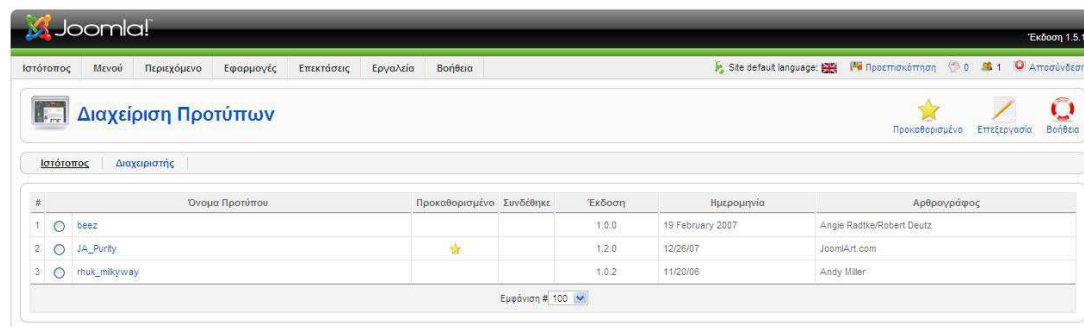 Joomla!
Έκδοση 1.5.1
Ιστότοπος Μενού Περιεχόμενο Εφαρμογές Επεκτάσεις Εργαλεία Βοήθεια Site default language: Προεπισκόπηση 0 1 Αποσύνδεση
Διαχείριση Προτύπων
Προκαθορισμένο Επεξεργασία Βοήθεια
Ιστότοπος Διαχειριστής
# Όνομα Προτύπου Προκαθορισμένο Συνδέθηκε Έκδοση Ημερομηνία Αρθρογράφος
1 beez 1.0.0 19 February 2007 Angie Radtke/Robert Deutz
2 JA_Purity 1.2.0 12/26/07 JoomlArt.com
3 rhuk_milkyway 1.0.2 11/20/06 Andy Miller
Εμφάνιση # 100